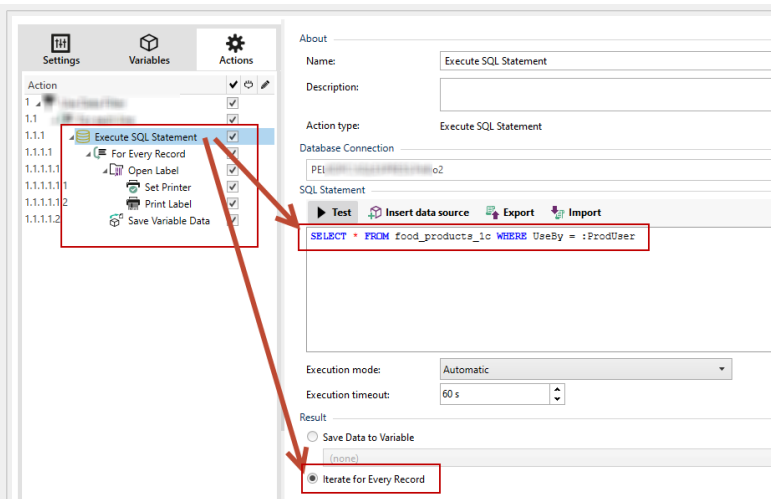 Settings Variables Actions
Action
1
1.1
1.1.1 Execute SQL Statement
1.1.1.1 For Every Record
1.1.1.1.1 Open Label
1.1.1.1.1.1 Set Printer
1.1.1.1.1.2 Print Label
1.1.1.1.2 Save Variable Data
About
Name: Execute SQL Statement
Description:
Action type: Execute SQL Statement
Database Connection
SQL Statement
Test Insert data source Export Import
SELECT * FROM food_products_1c WHERE UseBy = :ProdUser
Execution mode: Automatic
Execution timeout: 60 s
Result
Save Data to Variable
(none)
Iterate for Every Record